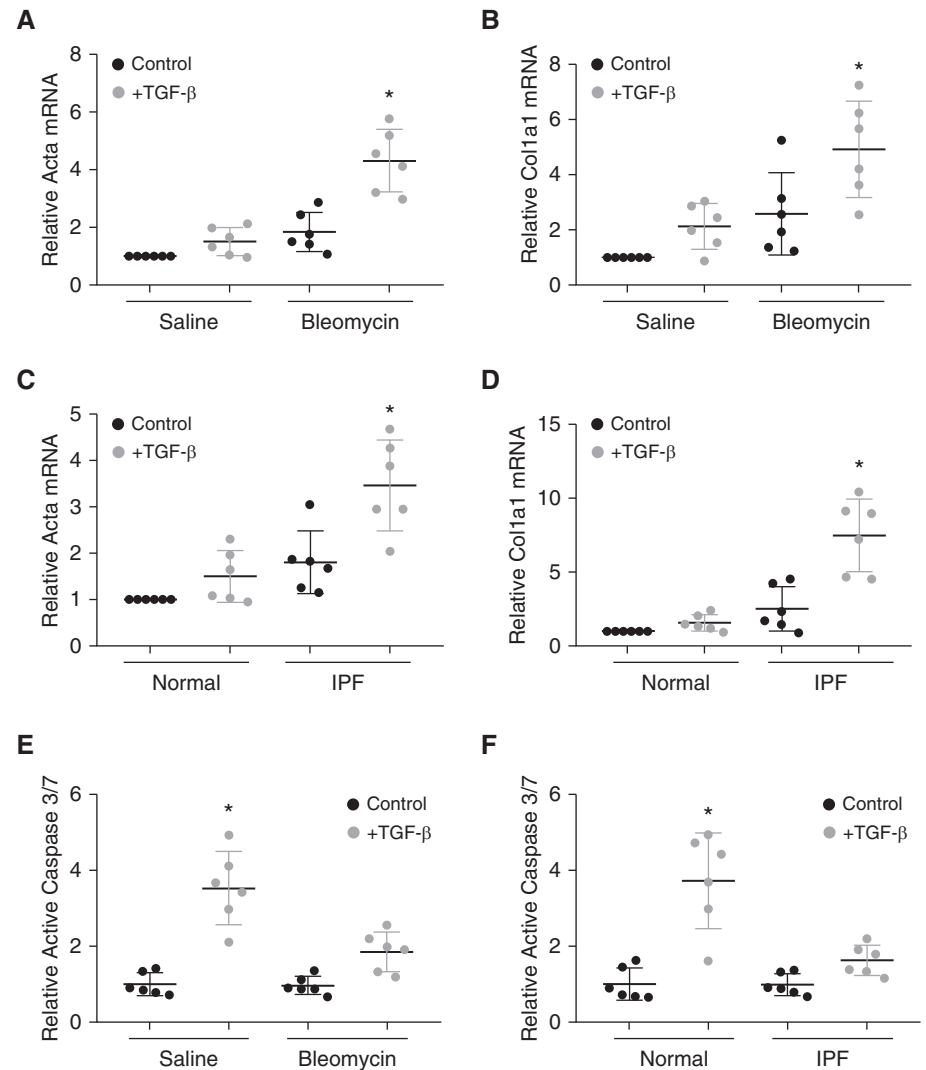 A
Relative Acta mRNA
8
6
4
2
0
Control
+TGF-β
*
Saline
Bleomycin
B
Relative Col1a1 mRNA
8
6
4
2
0
Control
+TGF-β
*
Saline
Bleomycin
C
Relative Acta mRNA
5
4
3
2
1
0
Control
+TGF-β
*
Normal
IPF
D
Relative Col1a1 mRNA
15
10
5
0
Control
+TGF-β
*
Normal
IPF
E
Relative Active Caspase 3/7
6
4
2
0
Control
+TGF-β
*
Saline
Bleomycin
F
Relative Active Caspase 3/7
6
4
2
0
Control
+TGF-β
*
Normal
IPF